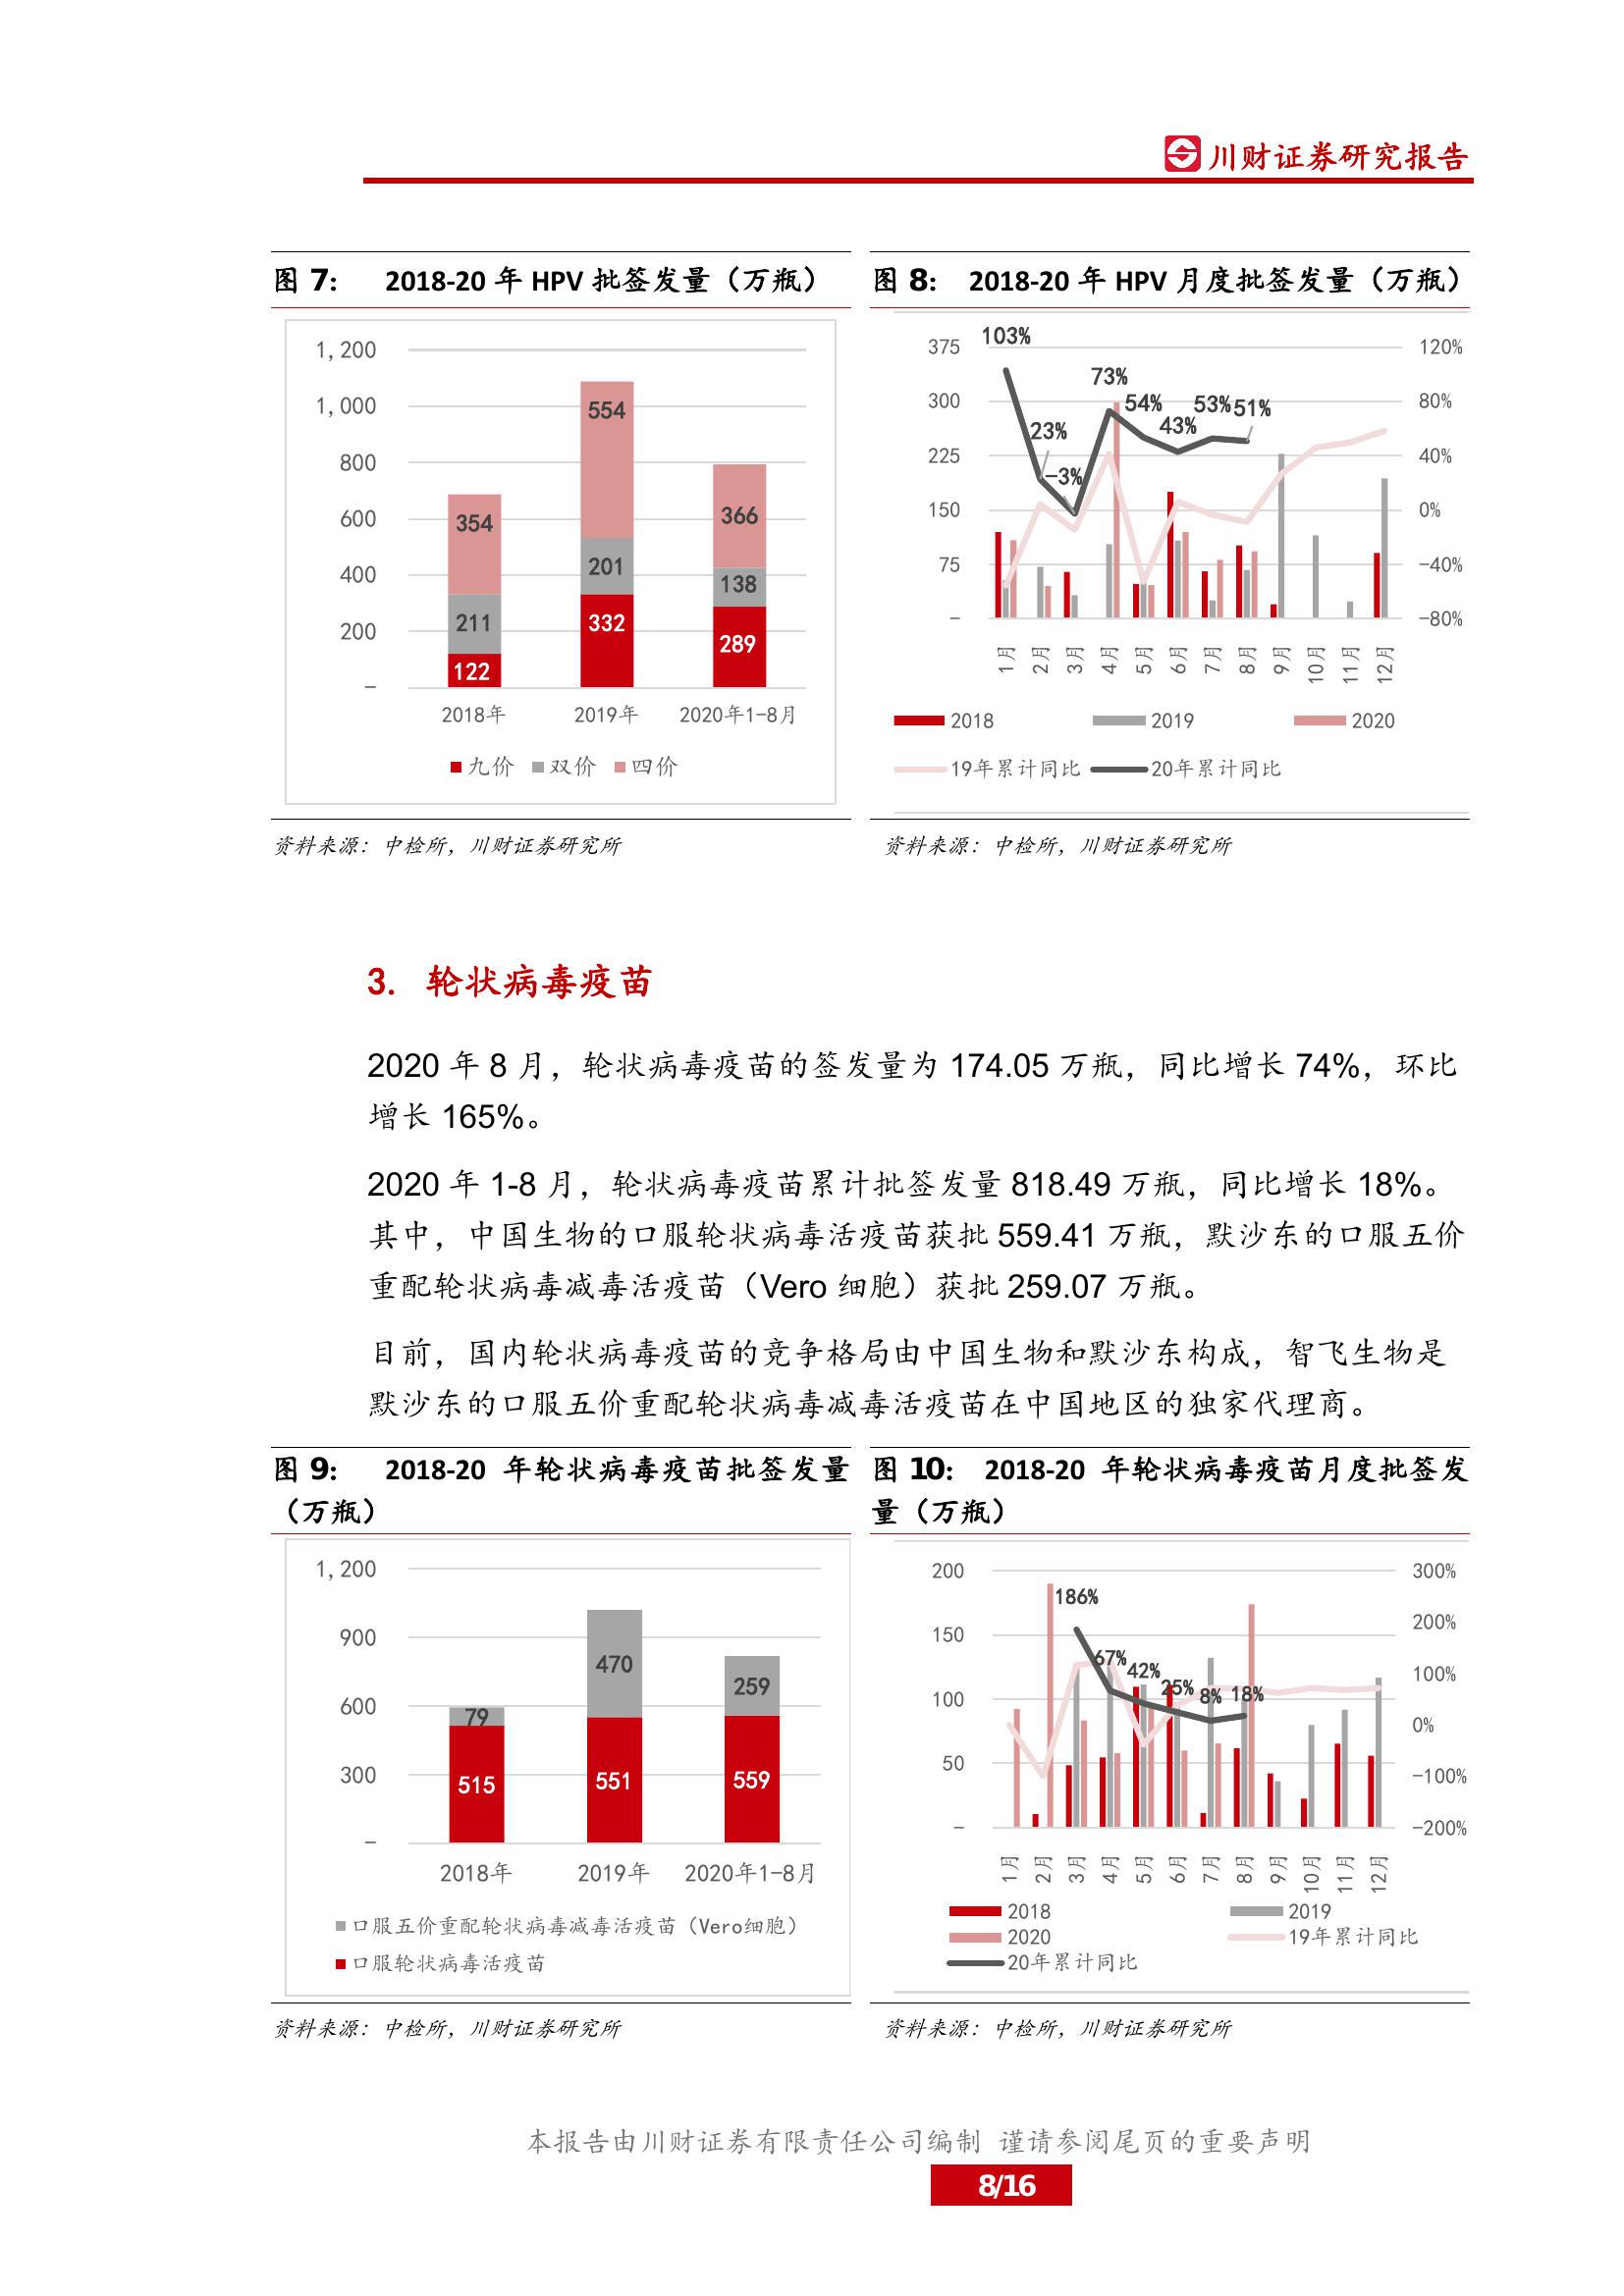 川财证券研究报告
图 7: 2018-20 年 HPV 批签发量（万瓶）
1,200
1,000
800
600
400
200
–
554
354
366
201
138
211
332
289
122
2018年
2019年
2020年1-8月
九价 双价 四价
资料来源：中检所，川财证券研究所
图 8: 2018-20 年 HPV 月度批签发量（万瓶）
375
300
225
150
75
–
103%
23%
-3%
73%
54%
43%
53%
51%
120%
80%
40%
0%
-40%
-80%
1月
2月
3月
4月
5月
6月
7月
8月
9月
10月
11月
12月
2018 2019 2020
19年累计同比 20年累计同比
资料来源：中检所，川财证券研究所
3. 轮状病毒疫苗
2020 年 8 月，轮状病毒疫苗的签发量为 174.05 万瓶，同比增长 74%，环比
增长 165%。
2020 年 1-8 月，轮状病毒疫苗累计批签发量 818.49 万瓶，同比增长 18%。
其中，中国生物的口服轮状病毒活疫苗获批 559.41 万瓶，默沙东的口服五价
重配轮状病毒减毒活疫苗（Vero 细胞）获批 259.07 万瓶。
目前，国内轮状病毒疫苗的竞争格局由中国生物和默沙东构成，智飞生物是
默沙东的口服五价重配轮状病毒减毒活疫苗在中国地区的独家代理商。
图 9: 2018-20 年轮状病毒疫苗批签发量
（万瓶）
1,200
900
600
300
–
470
259
79
515
551
559
2018年
2019年
2020年1-8月
口服五价重配轮状病毒减毒活疫苗（Vero细胞）
口服轮状病毒活疫苗
资料来源：中检所，川财证券研究所
图 10: 2018-20 年轮状病毒疫苗月度批签发
量（万瓶）
200
150
100
50
–
186%
67%
42%
25%
8%
18%
300%
200%
100%
0%
-100%
-200%
1月
2月
3月
4月
5月
6月
7月
8月
9月
10月
11月
12月
2018 2019
2020 19年累计同比
20年累计同比
资料来源：中检所，川财证券研究所
本报告由川财证券有限责任公司编制 谨请参阅尾页的重要声明
8/16